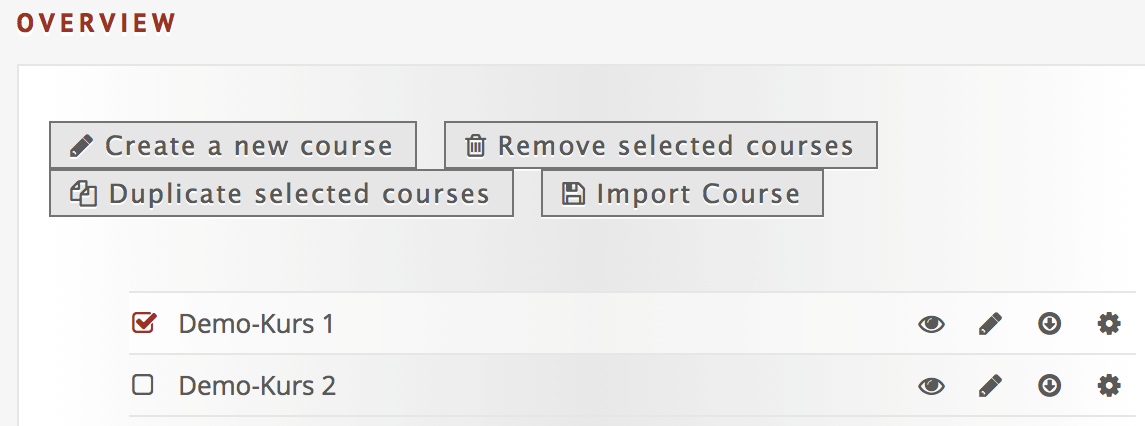 OVERVIEW
Create a new course
Remove selected courses
Duplicate selected courses
Import Course
Demo-Kurs 1
Demo-Kurs 2